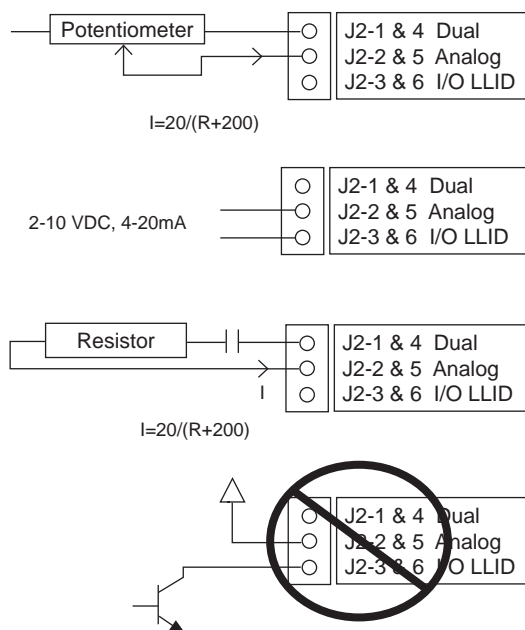 Potentiometer
J2-1 & 4 Dual
J2-2 & 5 Analog
J2-3 & 6 I/O LLID
I=20/(R+200)
J2-1 & 4 Dual
2-10 VDC, 4-20mA
J2-2 & 5 Analog
J2-3 & 6 I/O LLID
Resistor
J2-1 & 4 Dual
J2-2 & 5 Analog
I
J2-3 & 6 I/O LLID
I=20/(R+200)
J2-1 & 4 Dual
J2-2 & 5 Analog
J2-3 & 6 I/O LLID